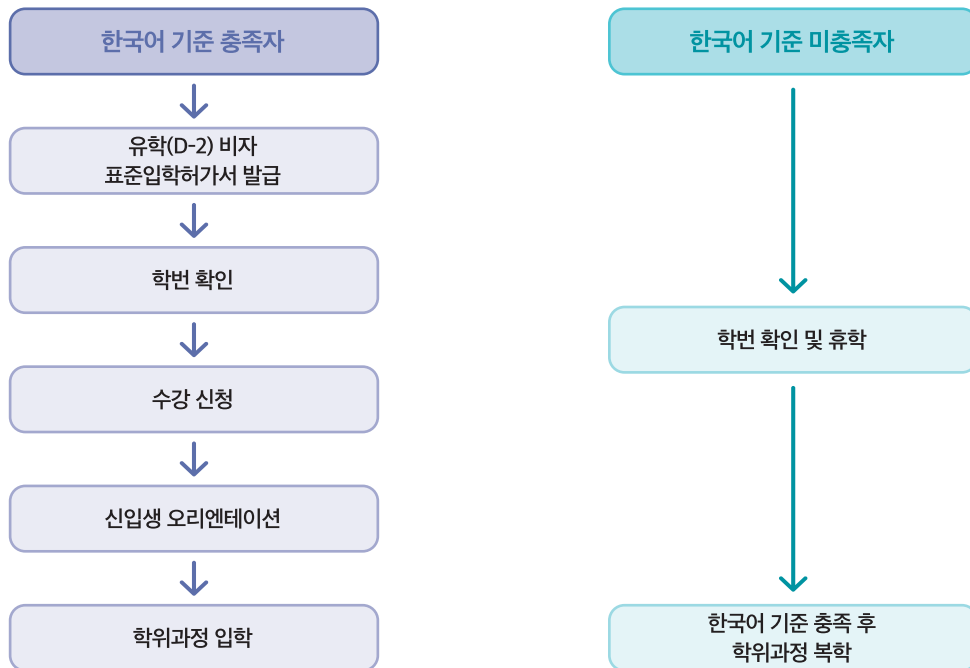 한국어 기준 충족자
유학(D-2) 비자
표준입학허가서 발급
학번 확인
수강 신청
신입생 오리엔테이션
학위과정 입학
한국어 기준 미충족자
학번 확인 및 휴학
한국어 기준 충족 후
학위과정 복학